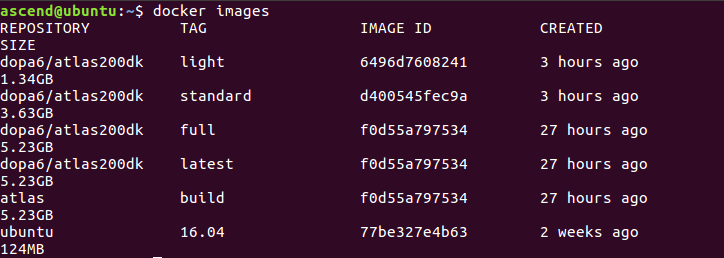 ascend@ubuntu:~$ docker images
REPOSITORY TAG IMAGE ID CREATED
SIZE
dopa6/atlas200dk light 6496d7608241 3 hours ago
1.34GB
dopa6/atlas200dk standard d400545fec9a 3 hours ago
3.63GB
dopa6/atlas200dk full f0d55a797534 27 hours ago
5.23GB
dopa6/atlas200dk latest f0d55a797534 27 hours ago
5.23GB
atlas build f0d55a797534 27 hours ago
5.23GB
ubuntu 16.04 77be327e4b63 2 weeks ago
124MB